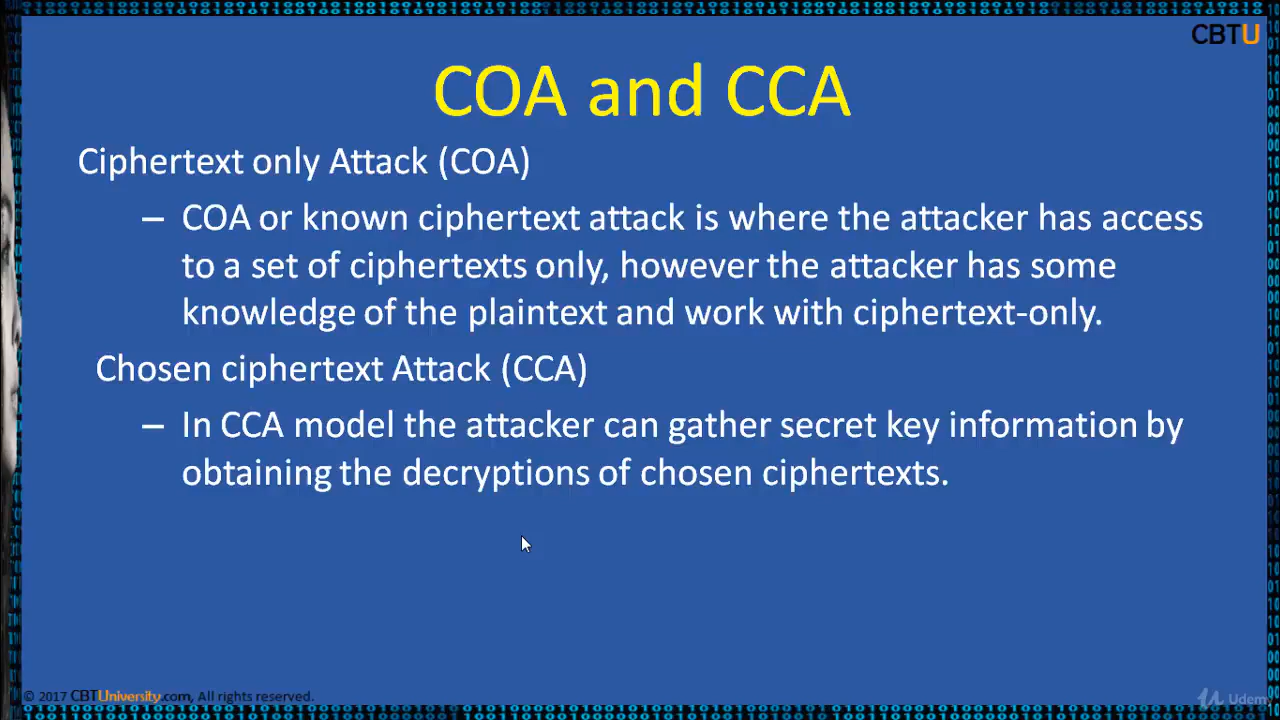 CBTU
COA and CCA
Ciphertext only Attack (COA)
– COA or known ciphertext attack is where the attacker has access
to a set of ciphertexts only, however the attacker has some
knowledge of the plaintext and work with ciphertext-only.
Chosen ciphertext Attack (CCA)
– In CCA model the attacker can gather secret key information by
obtaining the decryptions of chosen ciphertexts.
© 2017 CBTUniversity.com, All rights reserved.
Udemy